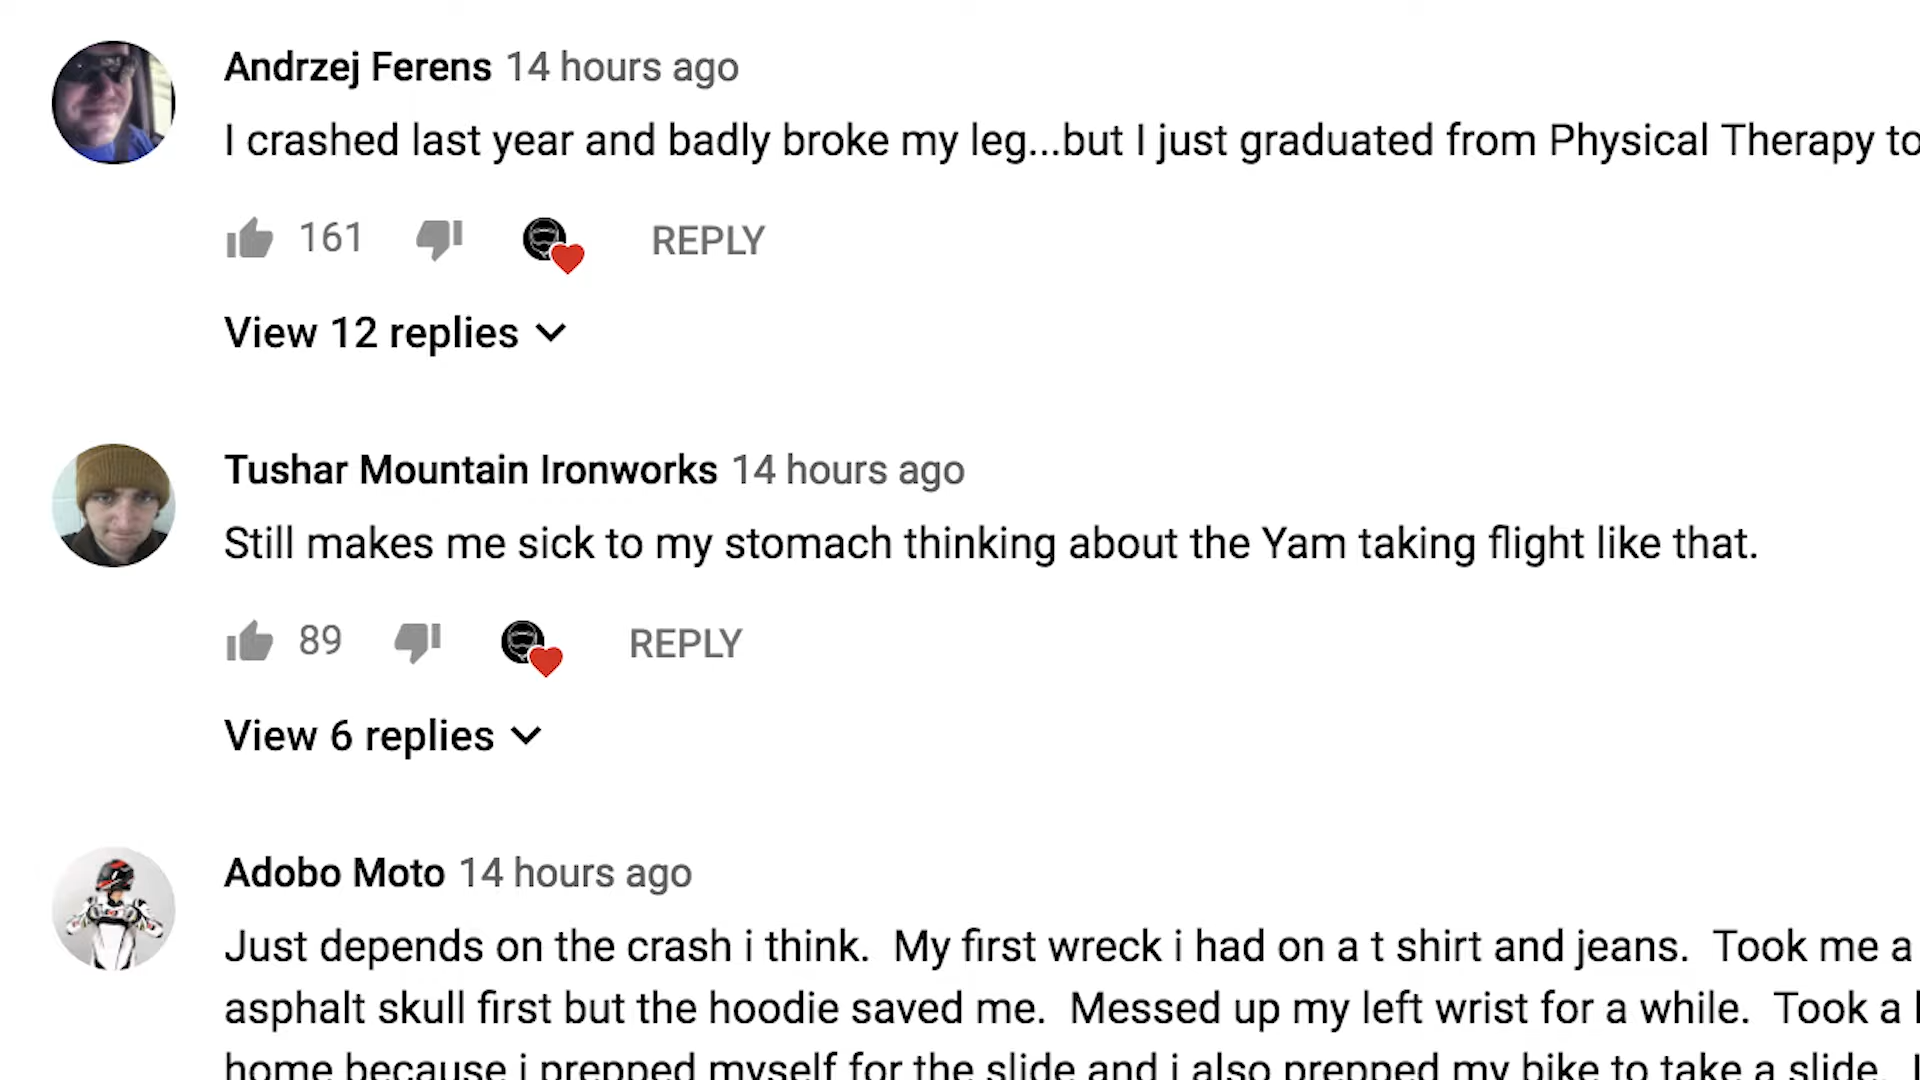 Andrzej Ferens 14 hours ago
I crashed last year and badly broke my leg...but I just graduated from Physical Therapy to
161 REPLY
View 12 replies
Tushar Mountain Ironworks 14 hours ago
Still makes me sick to my stomach thinking about the Yam taking flight like that.
89 REPLY
View 6 replies
Adobo Moto 14 hours ago
Just depends on the crash i think. My first wreck i had on a t shirt and jeans. Took me a
asphalt skull first but the hoodie saved me. Messed up my left wrist for a while. Took a
home because i prepped myself for the slide and i also prepped my bike to take a slide.